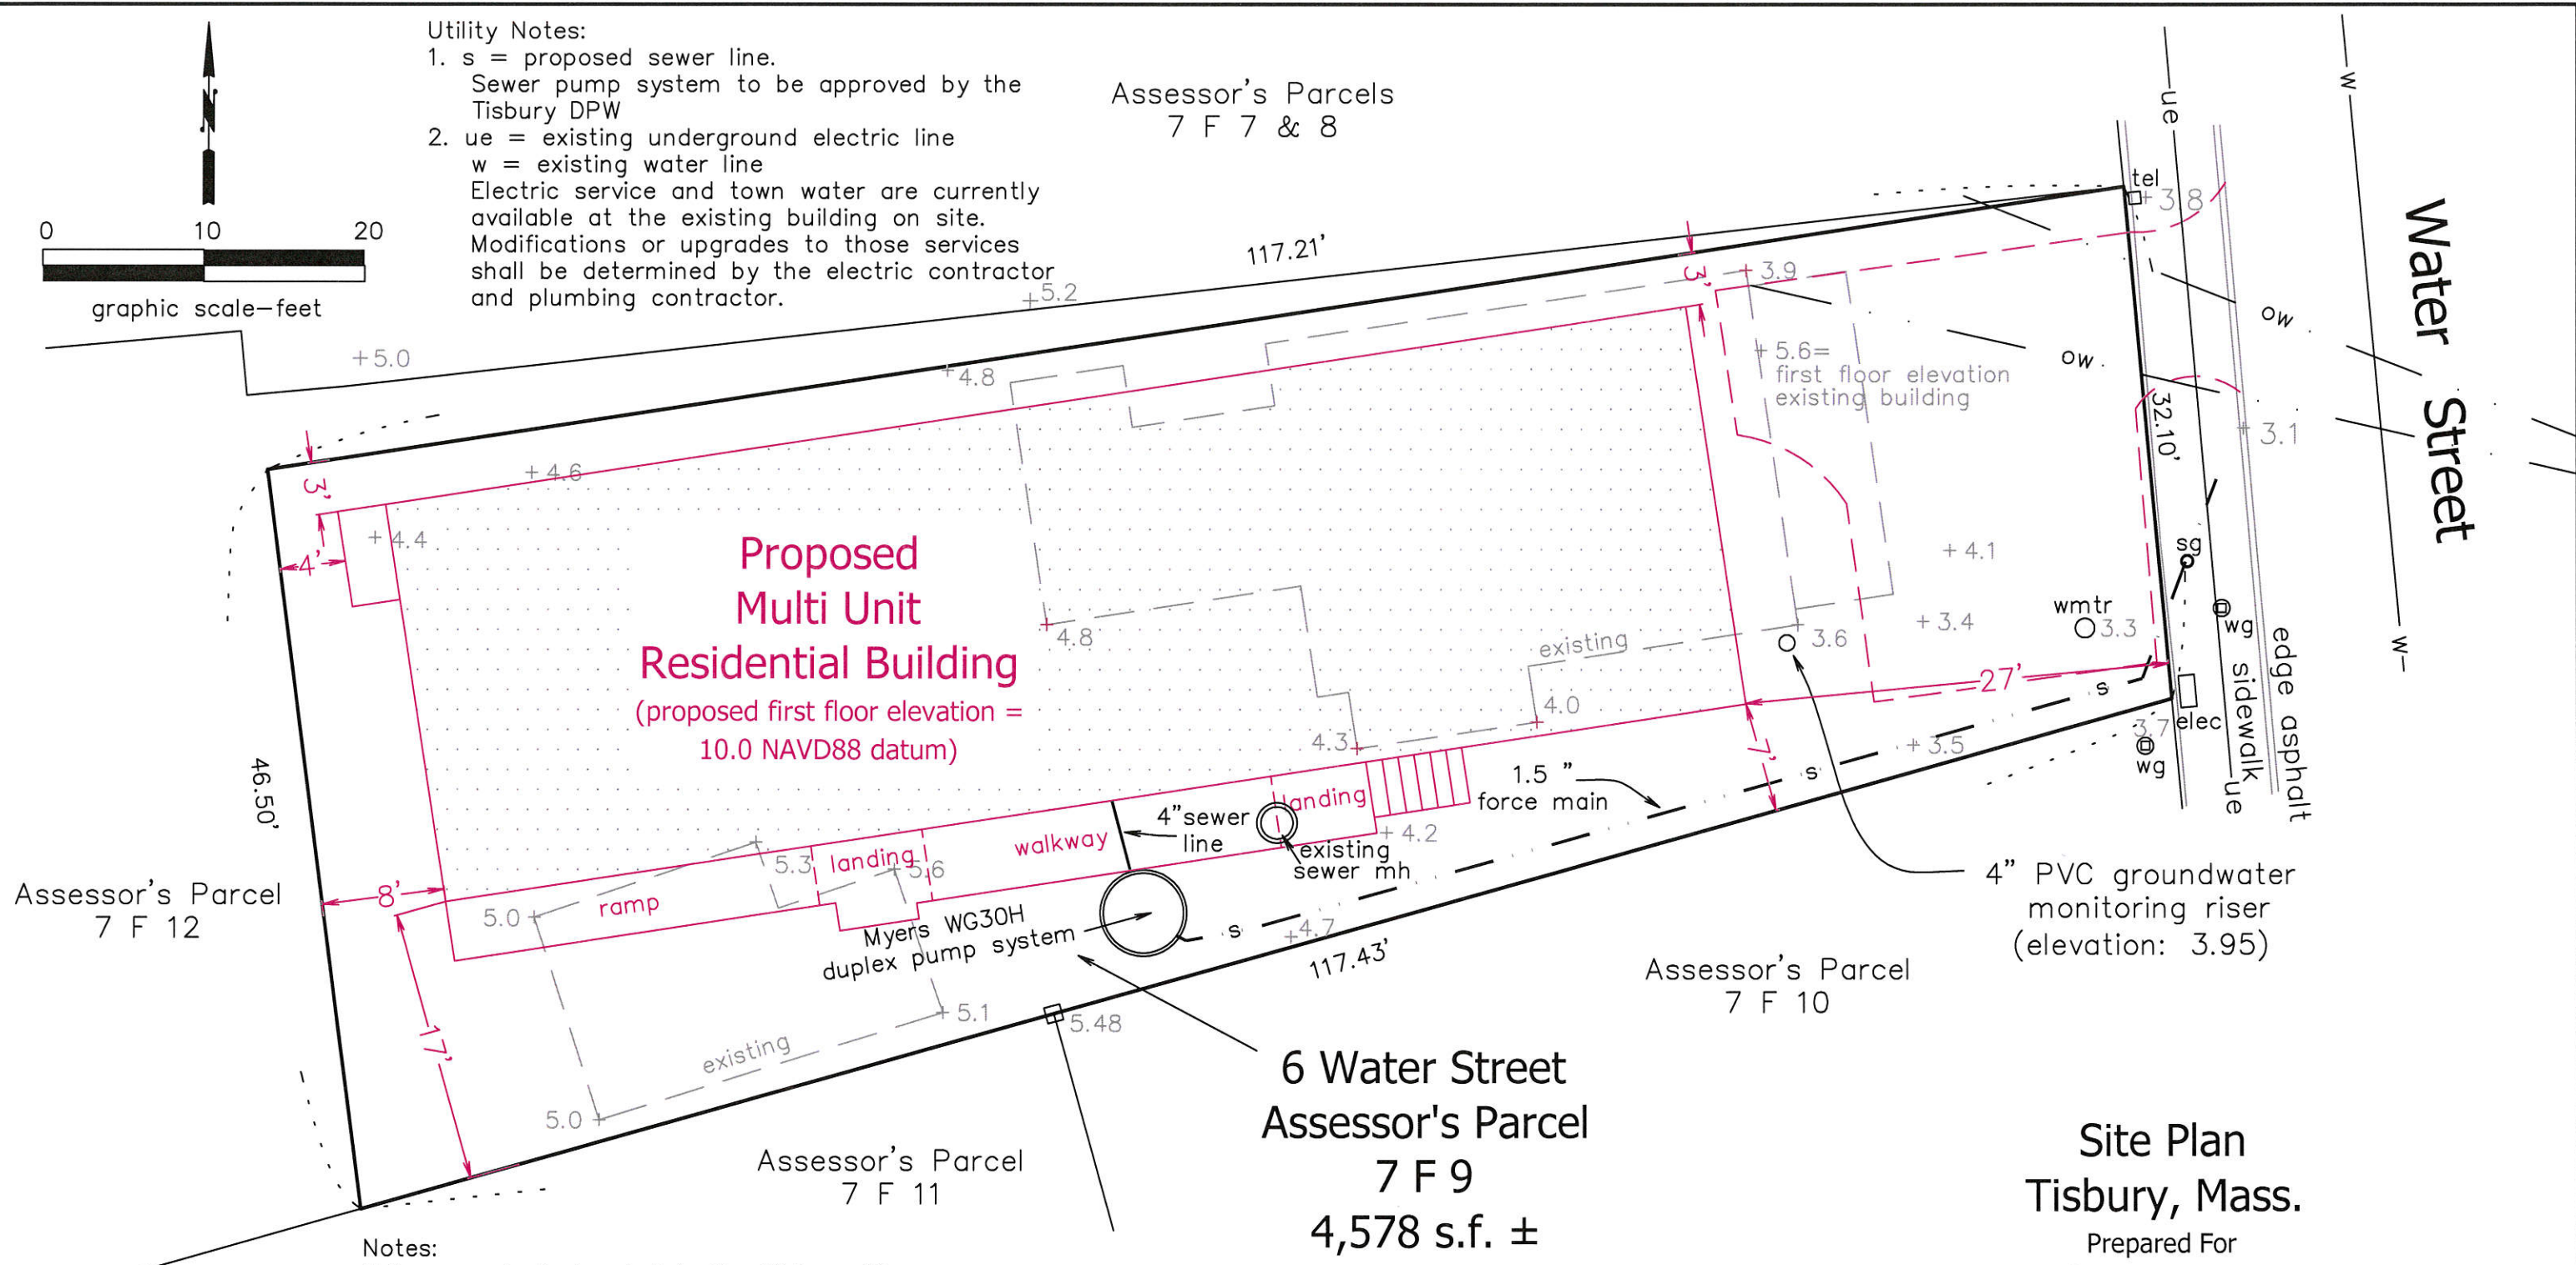 Utility Notes:
1. s = proposed sewer line.
Sewer pump system to be approved by the
Tisbury DPW
2. ue = existing underground electric line
w = existing water line
Electric service and town water are currently
available at the existing building on site.
Modifications or upgrades to those services
shall be determined by the electric contractor
and plumbing contractor.
N
0 10 20
graphic scale-feet
Assessor's Parcels
7 F 7 & 8
117.21'
+5.2
+5.0
+4.8
+4.6
+4.4
3'
4'
3'
+3.9
+5.6=
first floor elevation
existing building
tel
+3.8
ue
w
ow
ow
Water Street
32.10'
+3.1
sg
wg
wmtr
3.3
+4.1
+3.4
3.6
Proposed
Multi Unit
Residential Building
(proposed first floor elevation =
10.0 NAVD88 datum)
4.8
existing
4.0
4.3
27'
s
elec
3.7
wg
sidewalk
edge asphalt
ue
w
7'
+3.5
s
1.5 "
force main
landing
4"sewer
line
walkway
existing
sewer mh
+4.2
landing
5.3
5.6
ramp
5.0
46.50'
8'
17'
Assessor's Parcel
7 F 12
Myers WG30H
duplex pump system
s
+4.7
117.43'
4" PVC groundwater
monitoring riser
(elevation: 3.95)
Assessor's Parcel
7 F 10
+5.1
5.48
existing
5.0
Assessor's Parcel
7 F 11
6 Water Street
Assessor's Parcel
7 F 9
4,578 s.f. ±
Site Plan
Tisbury, Mass.
Prepared For
Notes: